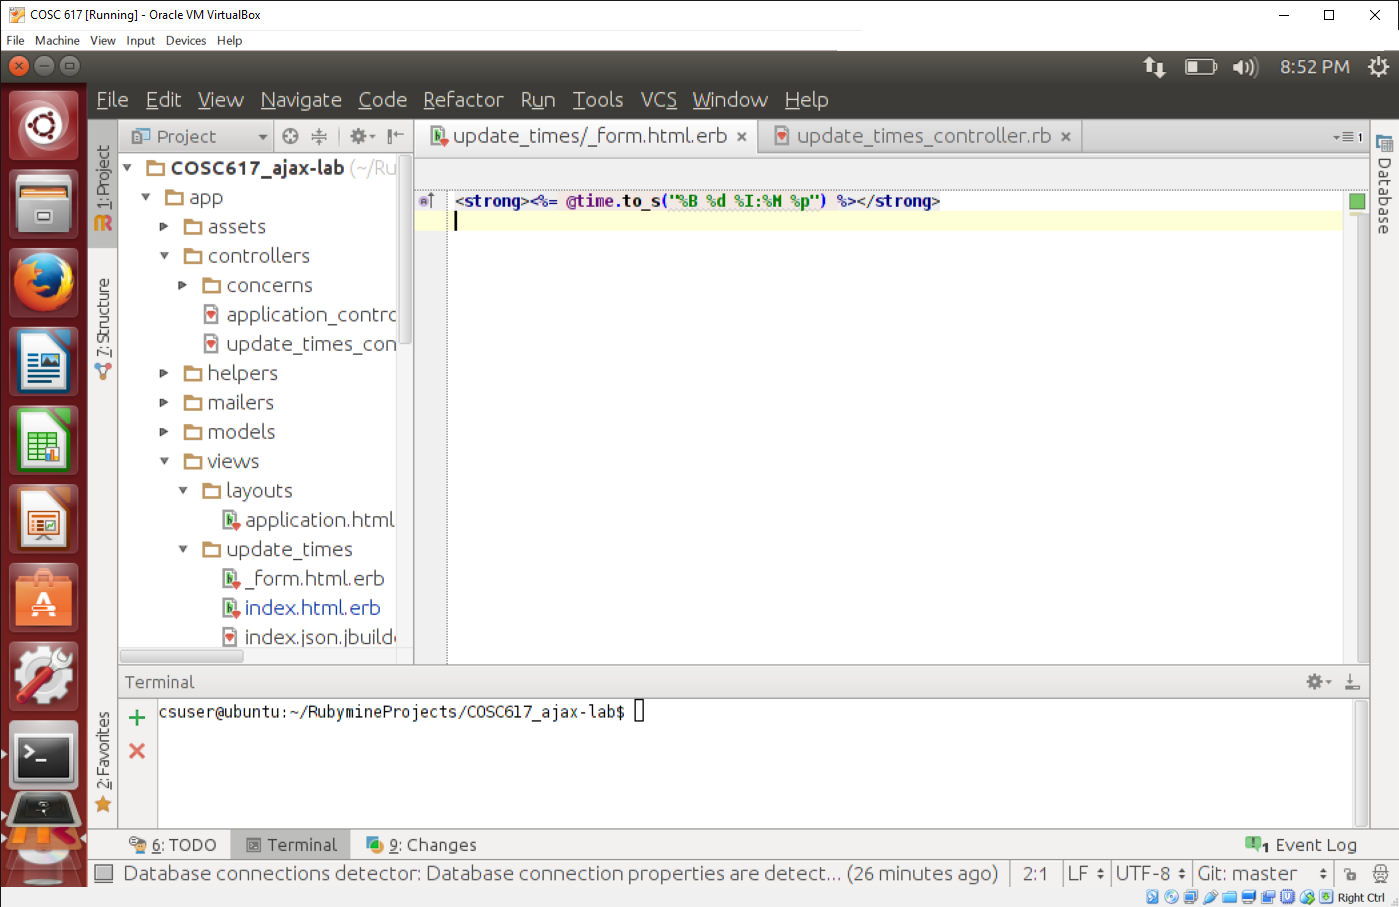 COSC 617 [Running] - Oracle VM VirtualBox
File Machine View Input Devices Help
8:52 PM
File Edit View Navigate Code Refactor Run Tools VCS Window Help
Project
update_times/_form.html.erb
update_times_controller.rb
1
1: Project
7: Structure
2: Favorites
Database
COSC617_ajax-lab (~/Ru
app
assets
controllers
concerns
application_contro
update_times_con
helpers
mailers
models
views
layouts
application.html
update_times
_form.html.erb
index.html.erb
index.json.jbuilde
<strong><%= @time.to_s("%B %d %I:%M %p") %></strong>
Terminal
csuser@ubuntu:~/RubymineProjects/COSC617_ajax-lab$
6: TODO Terminal 9: Changes 1 Event Log
Database connections detector: Database connection properties are detect... (26 minutes ago) 2:1 LF UTF-8 Git: master
Right Ctrl